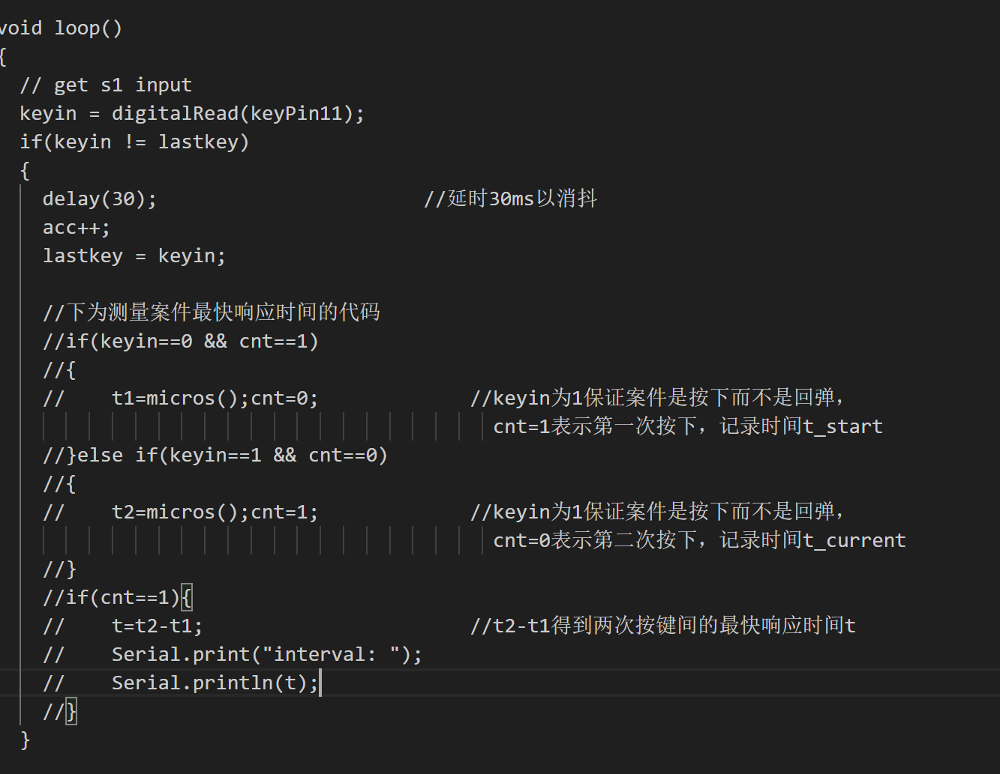 void loop()
{
// get s1 input
keyin = digitalRead(keyPin11);
if(keyin != lastkey)
{
delay(30); //延时30ms以消抖
acc++;
lastkey = keyin;
//下为测量案件最快响应时间的代码
//if(keyin==0 && cnt==1)
//{
// t1=micros();cnt=0; //keyin为1保证案件是按下而不是回弹，
cnt=1表示第一次按下，记录时间t_start
//}else if(keyin==1 && cnt==0)
//{
// t2=micros();cnt=1; //keyin为1保证案件是按下而不是回弹，
cnt=0表示第二次按下，记录时间t_current
//}
//if(cnt==1){
// t=t2-t1; //t2-t1得到两次按键间的最快响应时间t
// Serial.print("interval: ");
// Serial.println(t);
//}
}